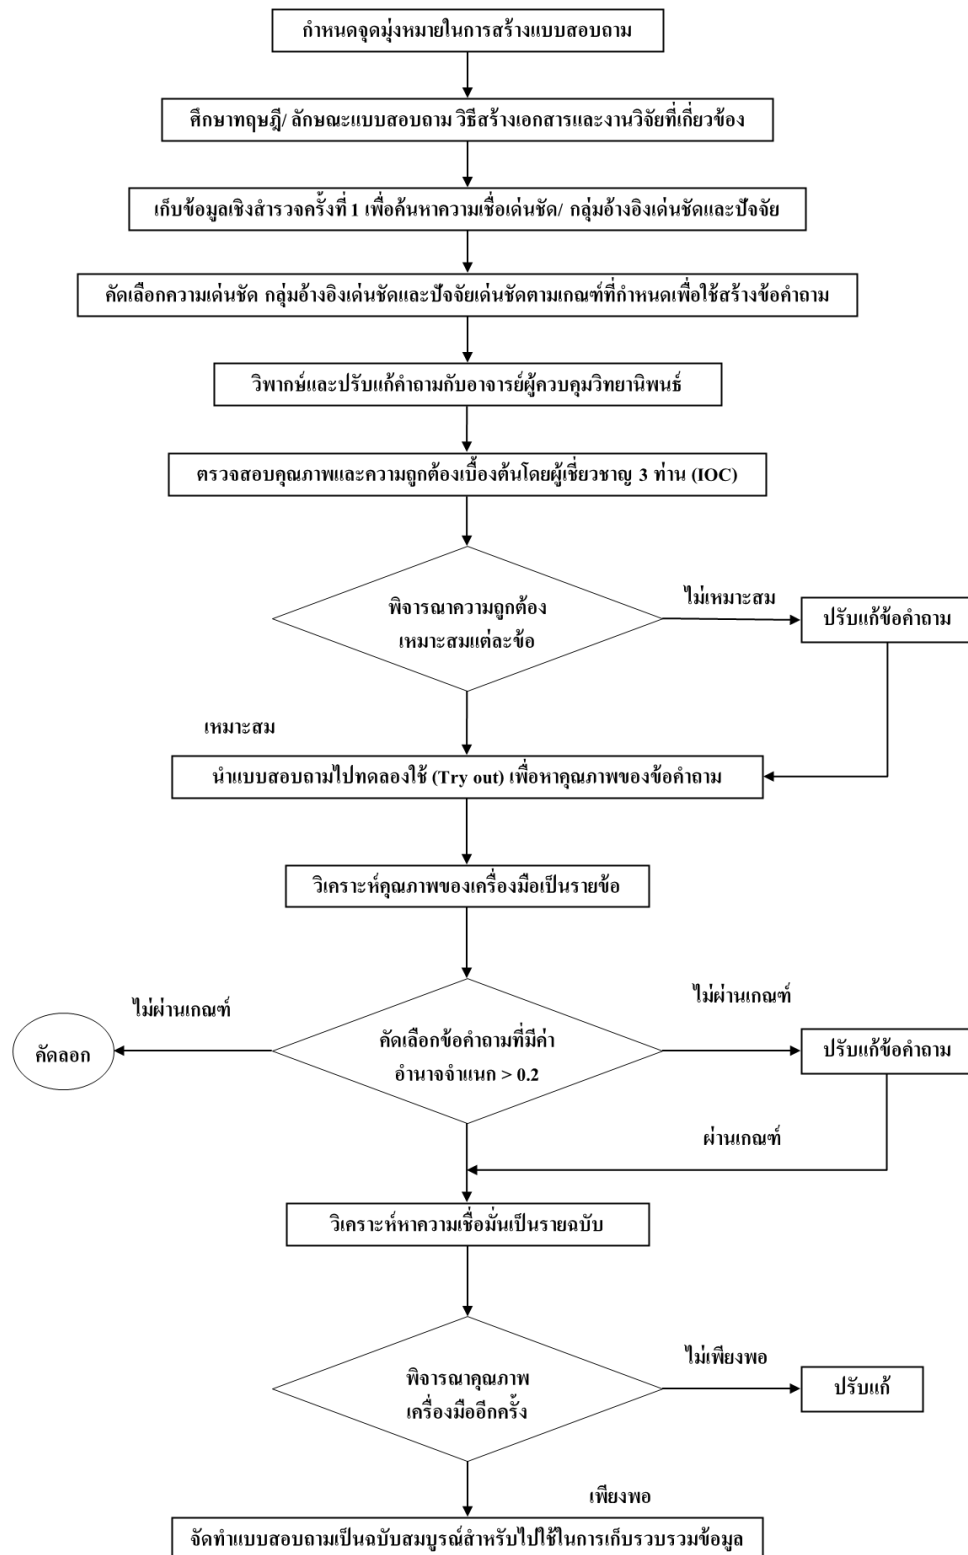 กำหนดจุดมุ่งหมายในการสร้างแบบสอบถาม
ศึกษาทฤษฎี/ ลักษณะแบบสอบถาม วิธีสร้างเอกสารและงานวิจัยที่เกี่ยวข้อง
เก็บข้อมูลเชิงสำรวจครั้งที่ 1 เพื่อค้นหาความเชื่อเด่นชัด/ กลุ่มอ้างอิงเด่นชัดและปัจจัย
คัดเลือกความเด่นชัด กลุ่มอ้างอิงเด่นชัดและปัจจัยเด่นชัดตามเกณฑ์ที่กำหนดเพื่อใช้สร้างข้อคำถาม
วิพากษ์และปรับแก้คำถามกับอาจารย์ผู้ควบคุมวิทยานิพนธ์
ตรวจสอบคุณภาพและความถูกต้องเบื้องต้นโดยผู้เชี่ยวชาญ 3 ท่าน (IOC)
พิจารณาความถูกต้อง
เหมาะสมแต่ละข้อ
ไม่เหมาะสม
ปรับแก้ข้อคำถาม
เหมาะสม
นำแบบสอบถามไปทดลองใช้ (Try out) เพื่อหาคุณภาพของข้อคำถาม
วิเคราะห์คุณภาพของเครื่องมือเป็นรายข้อ
ไม่ผ่านเกณฑ์
คัดลอก
คัดเลือกข้อคำถามที่มีค่า
อำนาจจำแนก > 0.2
ไม่ผ่านเกณฑ์
ปรับแก้ข้อคำถาม
ผ่านเกณฑ์
วิเคราะห์หาความเชื่อมั่นเป็นรายฉบับ
พิจารณาคุณภาพ
เครื่องมืออีกครั้ง
ไม่เพียงพอ
ปรับแก้
เพียงพอ
จัดทำแบบสอบถามเป็นฉบับสมบูรณ์สำหรับไปใช้ในการเก็บรวบรวมข้อมูล